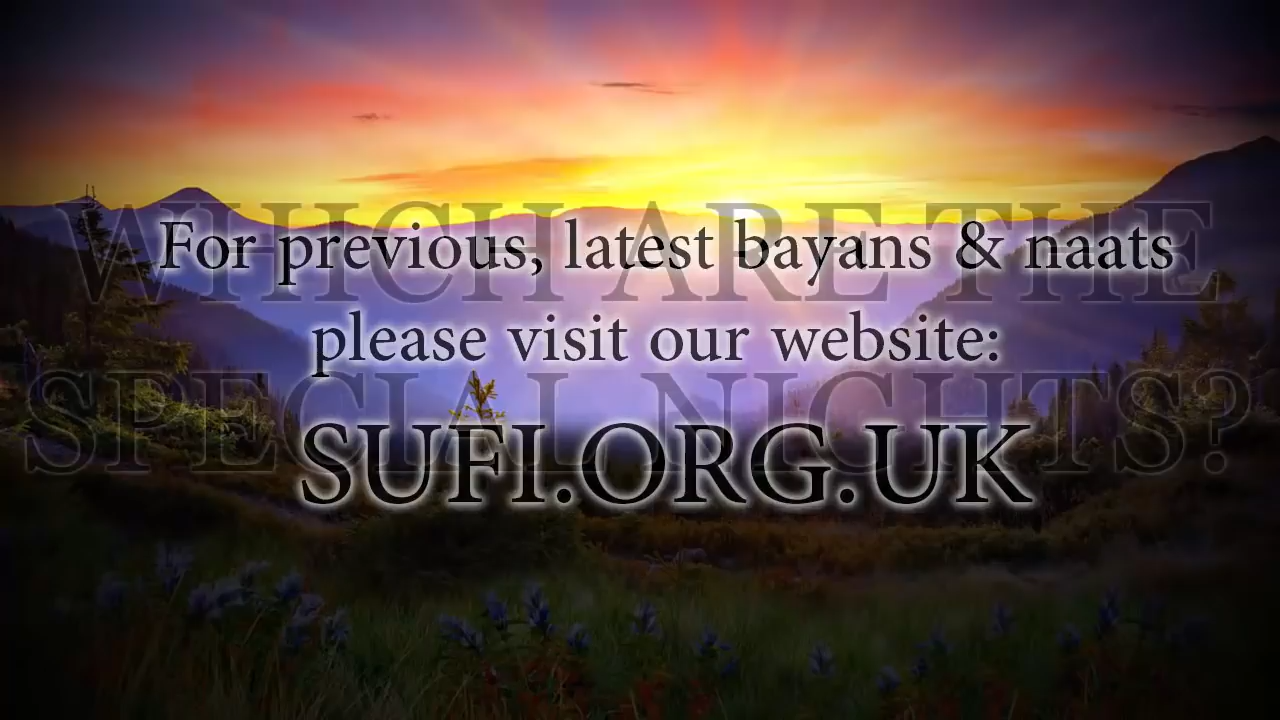 WHICH ARE THE
For previous, latest bayans & naats
please visit our website:
SPECIAL NIGHTS?
SUFI.ORG.UK